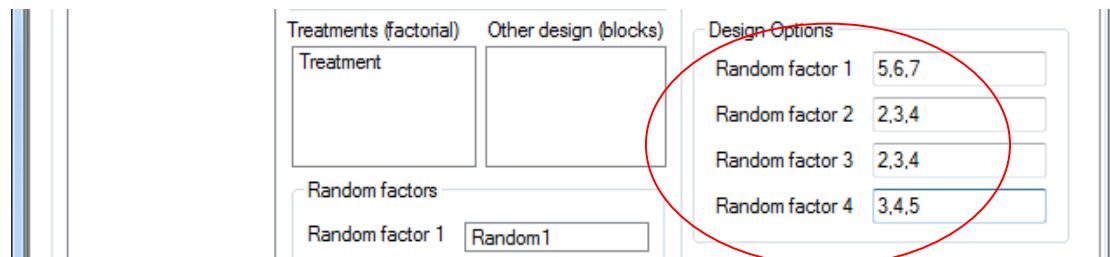 Treatments (factorial) Other design (blocks)
Treatment
Random factors
Random factor 1 Random1
Design Options
Random factor 1 5,6,7
Random factor 2 2,3,4
Random factor 3 2,3,4
Random factor 4 3,4,5